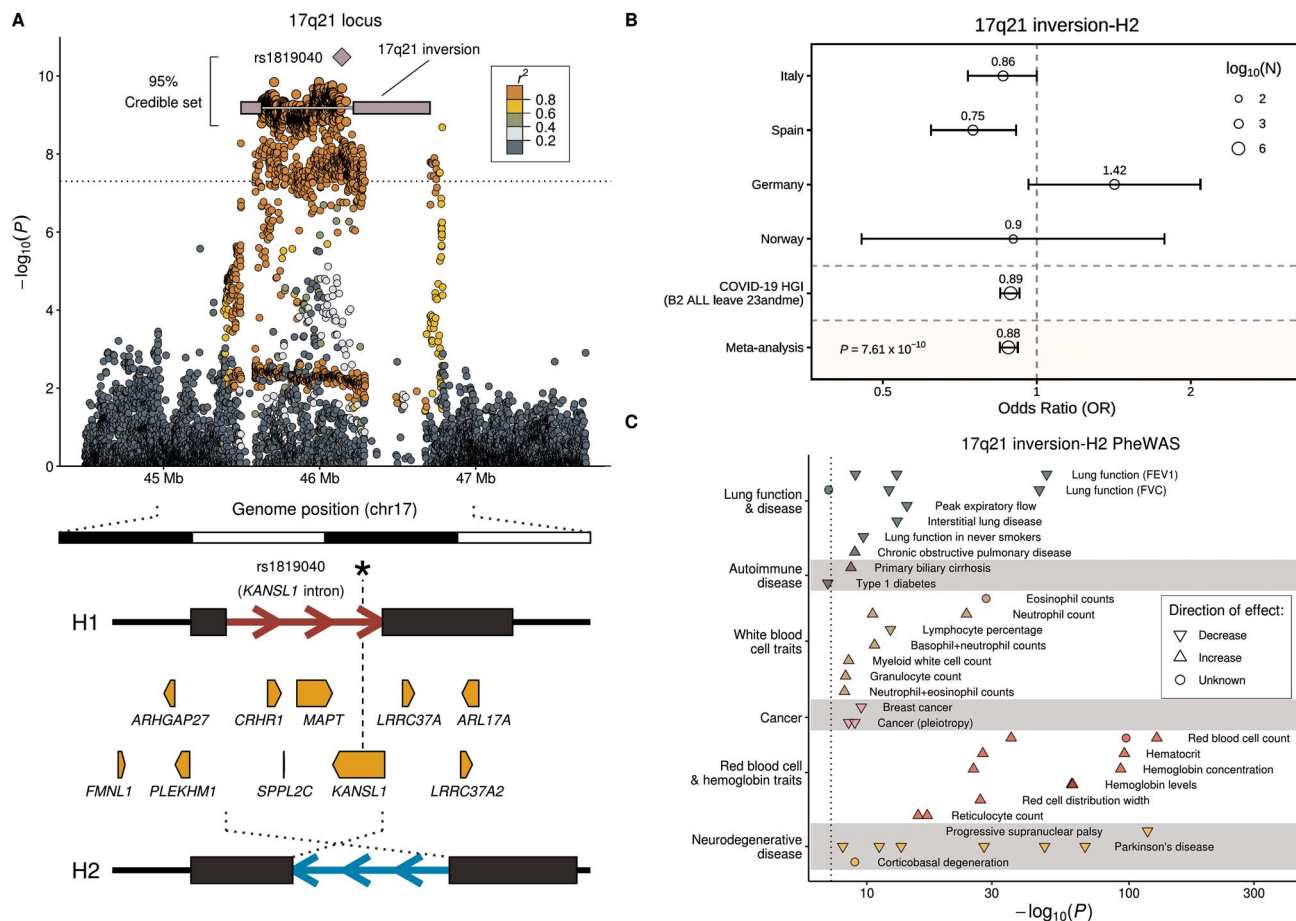 A
17q21 locus
rs1819040
17q21 inversion
95%
Credible set
r²
0.8
0.6
0.4
0.2
10
8
6
4
2
0
−log₁₀(P)
45 Mb
46 Mb
47 Mb
Genome position (chr17)
rs1819040
(KANSL1 intron)
*
H1
ARHGAP27
CRHR1
MAPT
LRRC37A
ARL17A
FMNL1
PLEKHM1
SPPL2C
KANSL1
LRRC37A2
H2
B
17q21 inversion-H2
log₁₀(N)
2
3
6
Italy
0.86
Spain
0.75
Germany
1.42
Norway
0.9
COVID-19 HGI
(B2 ALL leave 23andme)
0.89
Meta-analysis
P = 7.61 x 10⁻¹⁰
0.88
0.5
1
2
Odds Ratio (OR)
C
17q21 inversion-H2 PheWAS
Lung function
& disease
Lung function (FEV1)
Lung function (FVC)
Peak expiratory flow
Interstitial lung disease
Lung function in never smokers
Chronic obstructive pulmonary disease
Autoimmune
disease
Primary biliary cirrhosis
Type 1 diabetes
White blood
cell traits
Eosinophil counts
Neutrophil count
Lymphocyte percentage
Basophil+neutrophil counts
Myeloid white cell count
Granulocyte count
Neutrophil+eosinophil counts
Direction of effect:
Decrease
Increase
Unknown
Cancer
Breast cancer
Cancer (pleiotropy)
Red blood cell
& hemoglobin traits
Red blood cell count
Hematocrit
Hemoglobin concentration
Hemoglobin levels
Red cell distribution width
Reticulocyte count
Neurodegenerative
disease
Progressive supranuclear palsy
Parkinson's disease
Corticobasal degeneration
10
30
100
300
−log₁₀(P)